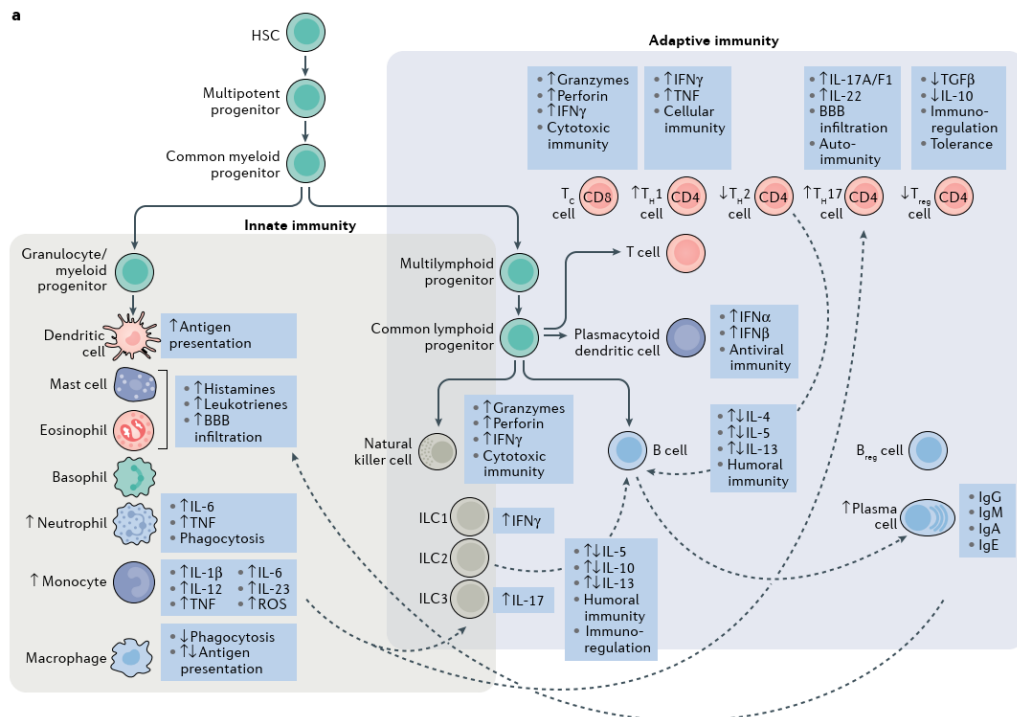 a
HSC
Multipotent
progenitor
Common myeloid
progenitor
Adaptive immunity
• ↑Granzymes
• ↑Perforin
• ↑IFNγ
• Cytotoxic
immunity
• ↑IFNγ
• ↑TNF
• Cellular
immunity
• ↑IL-17A/F1
• ↑IL-22
• BBB
infiltration
• Auto-
immunity
• ↓TGFβ
• ↓IL-10
• Immuno-
regulation
• Tolerance
T_C
cell
CD8
↑T_H1
cell
CD4
↓T_H2
cell
CD4
↑T_H17
cell
CD4
↓T_reg
cell
CD4
Innate immunity
Granulocyte/
myeloid
progenitor
Multilymphoid
progenitor
T cell
Dendritic
cell
↑Antigen
presentation
Common lymphoid
progenitor
Plasmacytoid
dendritic cell
• ↑IFNα
• ↑IFNβ
• Antiviral
immunity
Mast cell
Eosinophil
• ↑Histamines
• ↑Leukotrienes
• ↑BBB
infiltration
Natural
killer cell
• ↑Granzymes
• ↑Perforin
• ↑IFNγ
• Cytotoxic
immunity
B cell
• ↑↓IL-4
• ↑↓IL-5
• ↑↓IL-13
• Humoral
immunity
B_reg cell
Basophil
↑Neutrophil
• ↑IL-6
• ↑TNF
• Phagocytosis
ILC1
↑IFNγ
ILC2
• ↑↓IL-5
• ↑↓IL-10
• ↑↓IL-13
• Humoral
immunity
• Immuno-
regulation
ILC3
↑IL-17
↑Plasma
cell
• IgG
• IgM
• IgA
• IgE
↑Monocyte
• ↑IL-1β
• ↑IL-12
• ↑TNF
• ↑IL-6
• ↑IL-23
• ↑ROS
Macrophage
• ↓Phagocytosis
• ↑↓Antigen
presentation